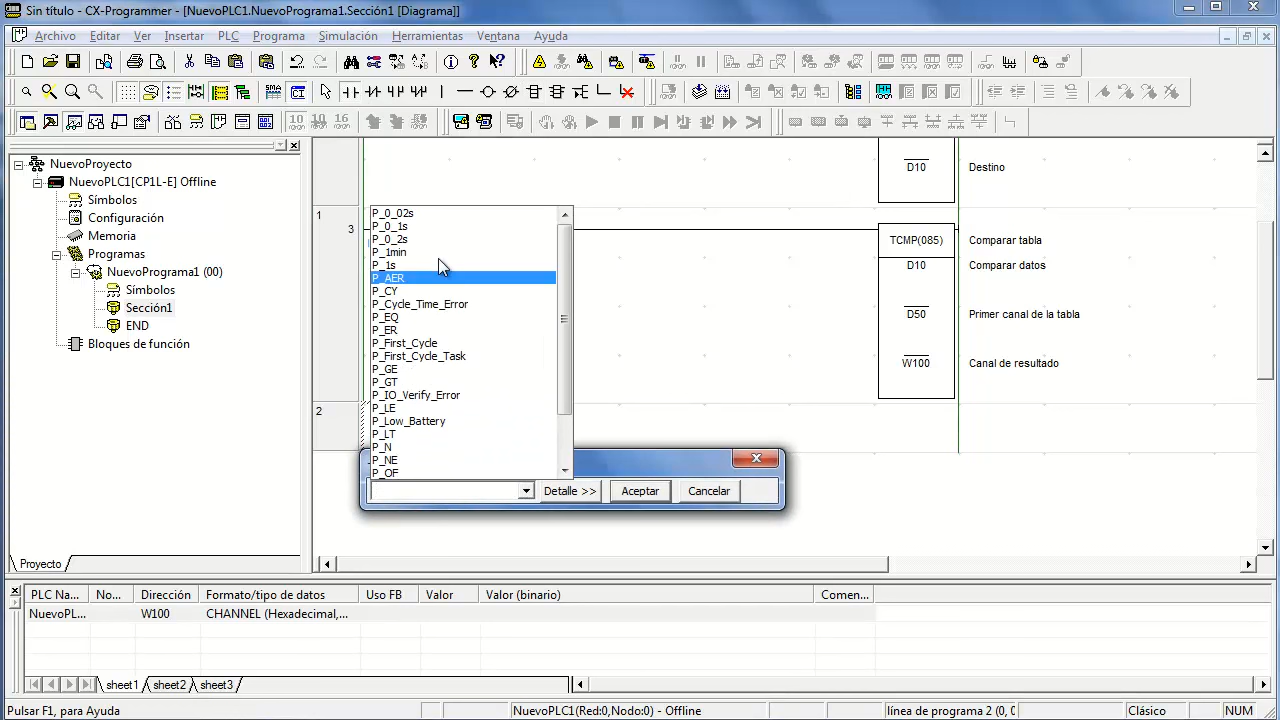 Sin título - CX-Programmer - [NuevoPLC1.NuevoPrograma1.Sección1 [Diagrama]]
Archivo Editar Ver Insertar PLC Programa Simulación Herramientas Ventana Ayuda
10 16 10 16
NuevoProyecto
NuevoPLC1[CP1L-E] Offline
Símbolos
Configuración
Memoria
Programas
NuevoPrograma1 (00)
Símbolos
Sección1
END
Bloques de función
Proyecto
D10 Destino
1
3
TCMP(085) Comparar tabla
D10 Comparar datos
D50 Primer canal de la tabla
W100 Canal de resultado
2
P_0_02s
P_0_1s
P_0_2s
P_1min
P_1s
P_AER
P_CY
P_Cycle_Time_Error
P_EQ
P_ER
P_First_Cycle
P_First_Cycle_Task
P_GE
P_GT
P_IO_Verify_Error
P_LE
P_Low_Battery
P_LT
P_N
P_NE
P_OF
Detalle >> Aceptar Cancelar
PLC Na... No... Dirección Formato/tipo de datos Uso FB Valor Valor (binario) Comen...
NuevoPL... W100 CHANNEL (Hexadecimal,...
sheet1 sheet2 sheet3
Pulsar F1, para Ayuda NuevoPLC1(Red:0,Nodo:0) - Offline línea de programa 2 (0, 0 Clásico NUM